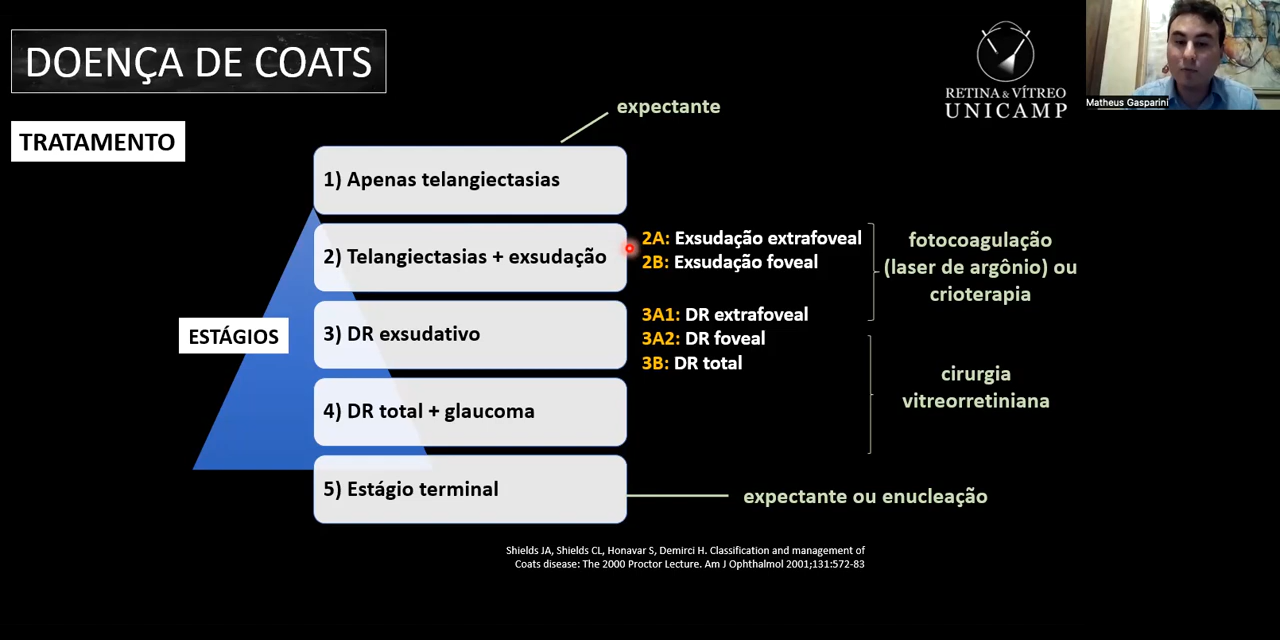 DOENÇA DE COATS
RETINA & VÍTREO
UNICAMP
Matheus Gasparini
TRATAMENTO
expectante
1) Apenas telangiectasias
2) Telangiectasias + exsudação
2A: Exsudação extrafoveal
2B: Exsudação foveal
fotocoagulação
(laser de argônio) ou
crioterapia
ESTÁGIOS
3) DR exsudativo
3A1: DR extrafoveal
3A2: DR foveal
3B: DR total
cirurgia
vitreorretiniana
4) DR total + glaucoma
5) Estágio terminal
expectante ou enucleação
Shields JA, Shields CL, Honavar S, Demirci H. Classification and management of
Coats disease: The 2000 Proctor Lecture. Am J Ophthalmol 2001;131:572-83